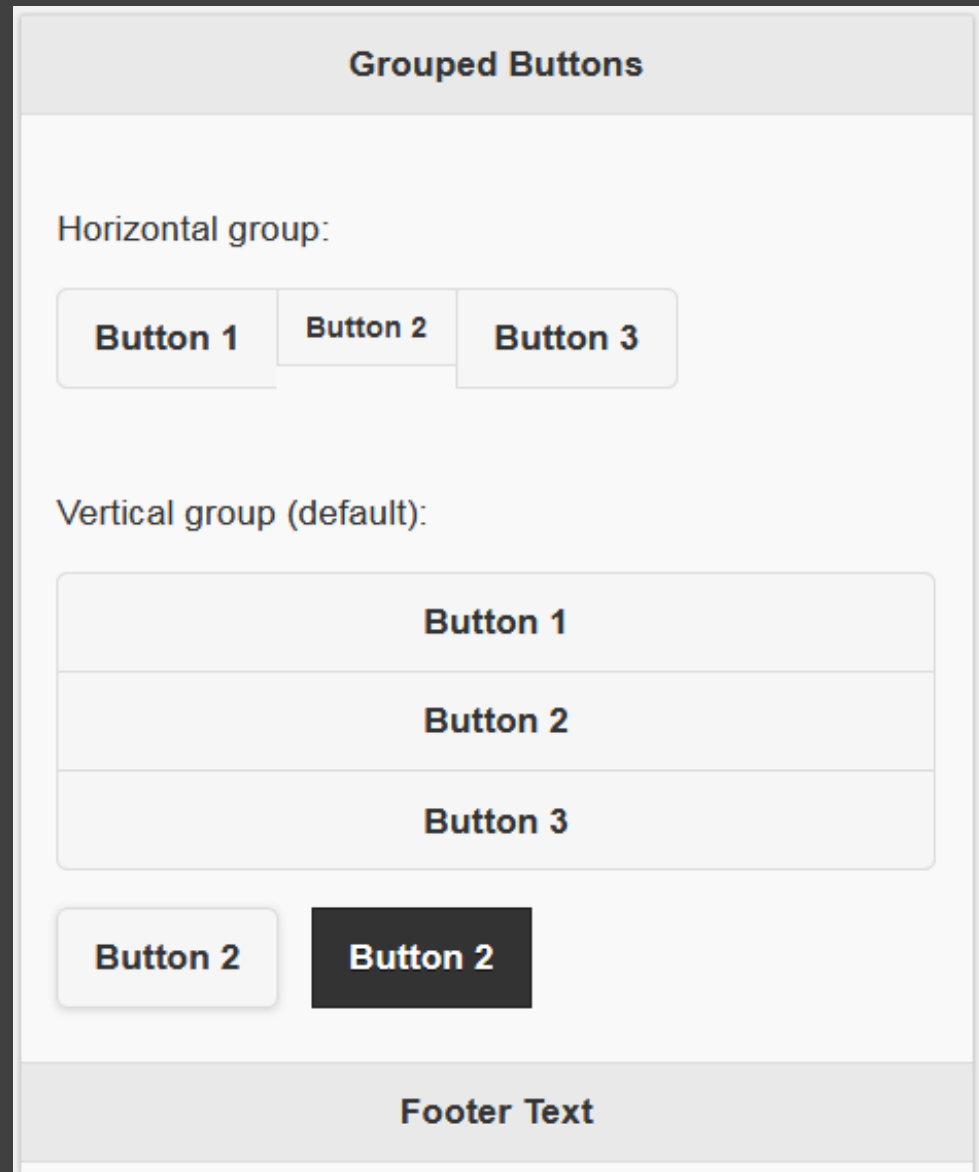 Grouped Buttons
Horizontal group:
Button 1 Button 2 Button 3
Vertical group (default):
Button 1
Button 2
Button 3
Button 2 Button 2
Footer Text